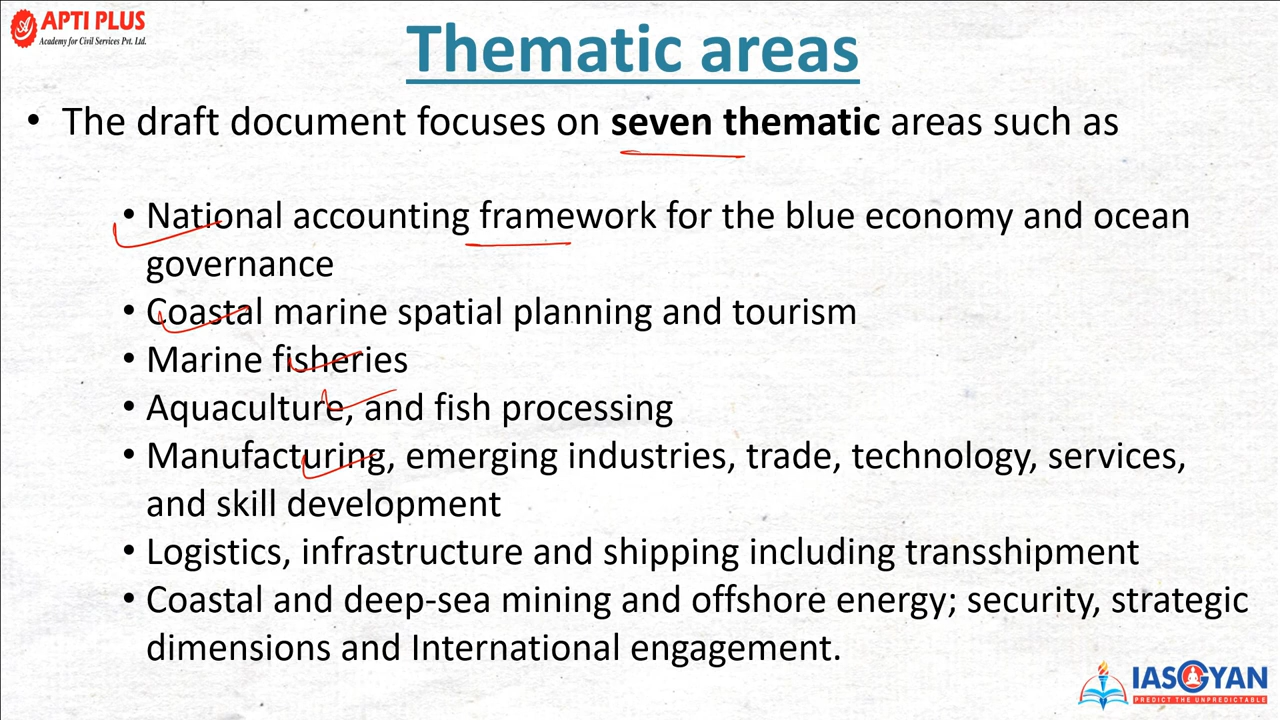 APTI PLUS
Academy for Civil Services Pvt. Ltd.
Thematic areas
• The draft document focuses on seven thematic areas such as
• National accounting framework for the blue economy and ocean
governance
• Coastal marine spatial planning and tourism
• Marine fisheries
• Aquaculture, and fish processing
• Manufacturing, emerging industries, trade, technology, services,
and skill development
• Logistics, infrastructure and shipping including transshipment
• Coastal and deep-sea mining and offshore energy; security, strategic
dimensions and International engagement.
IASGYAN
PREDICT THE UNPREDICTABLE